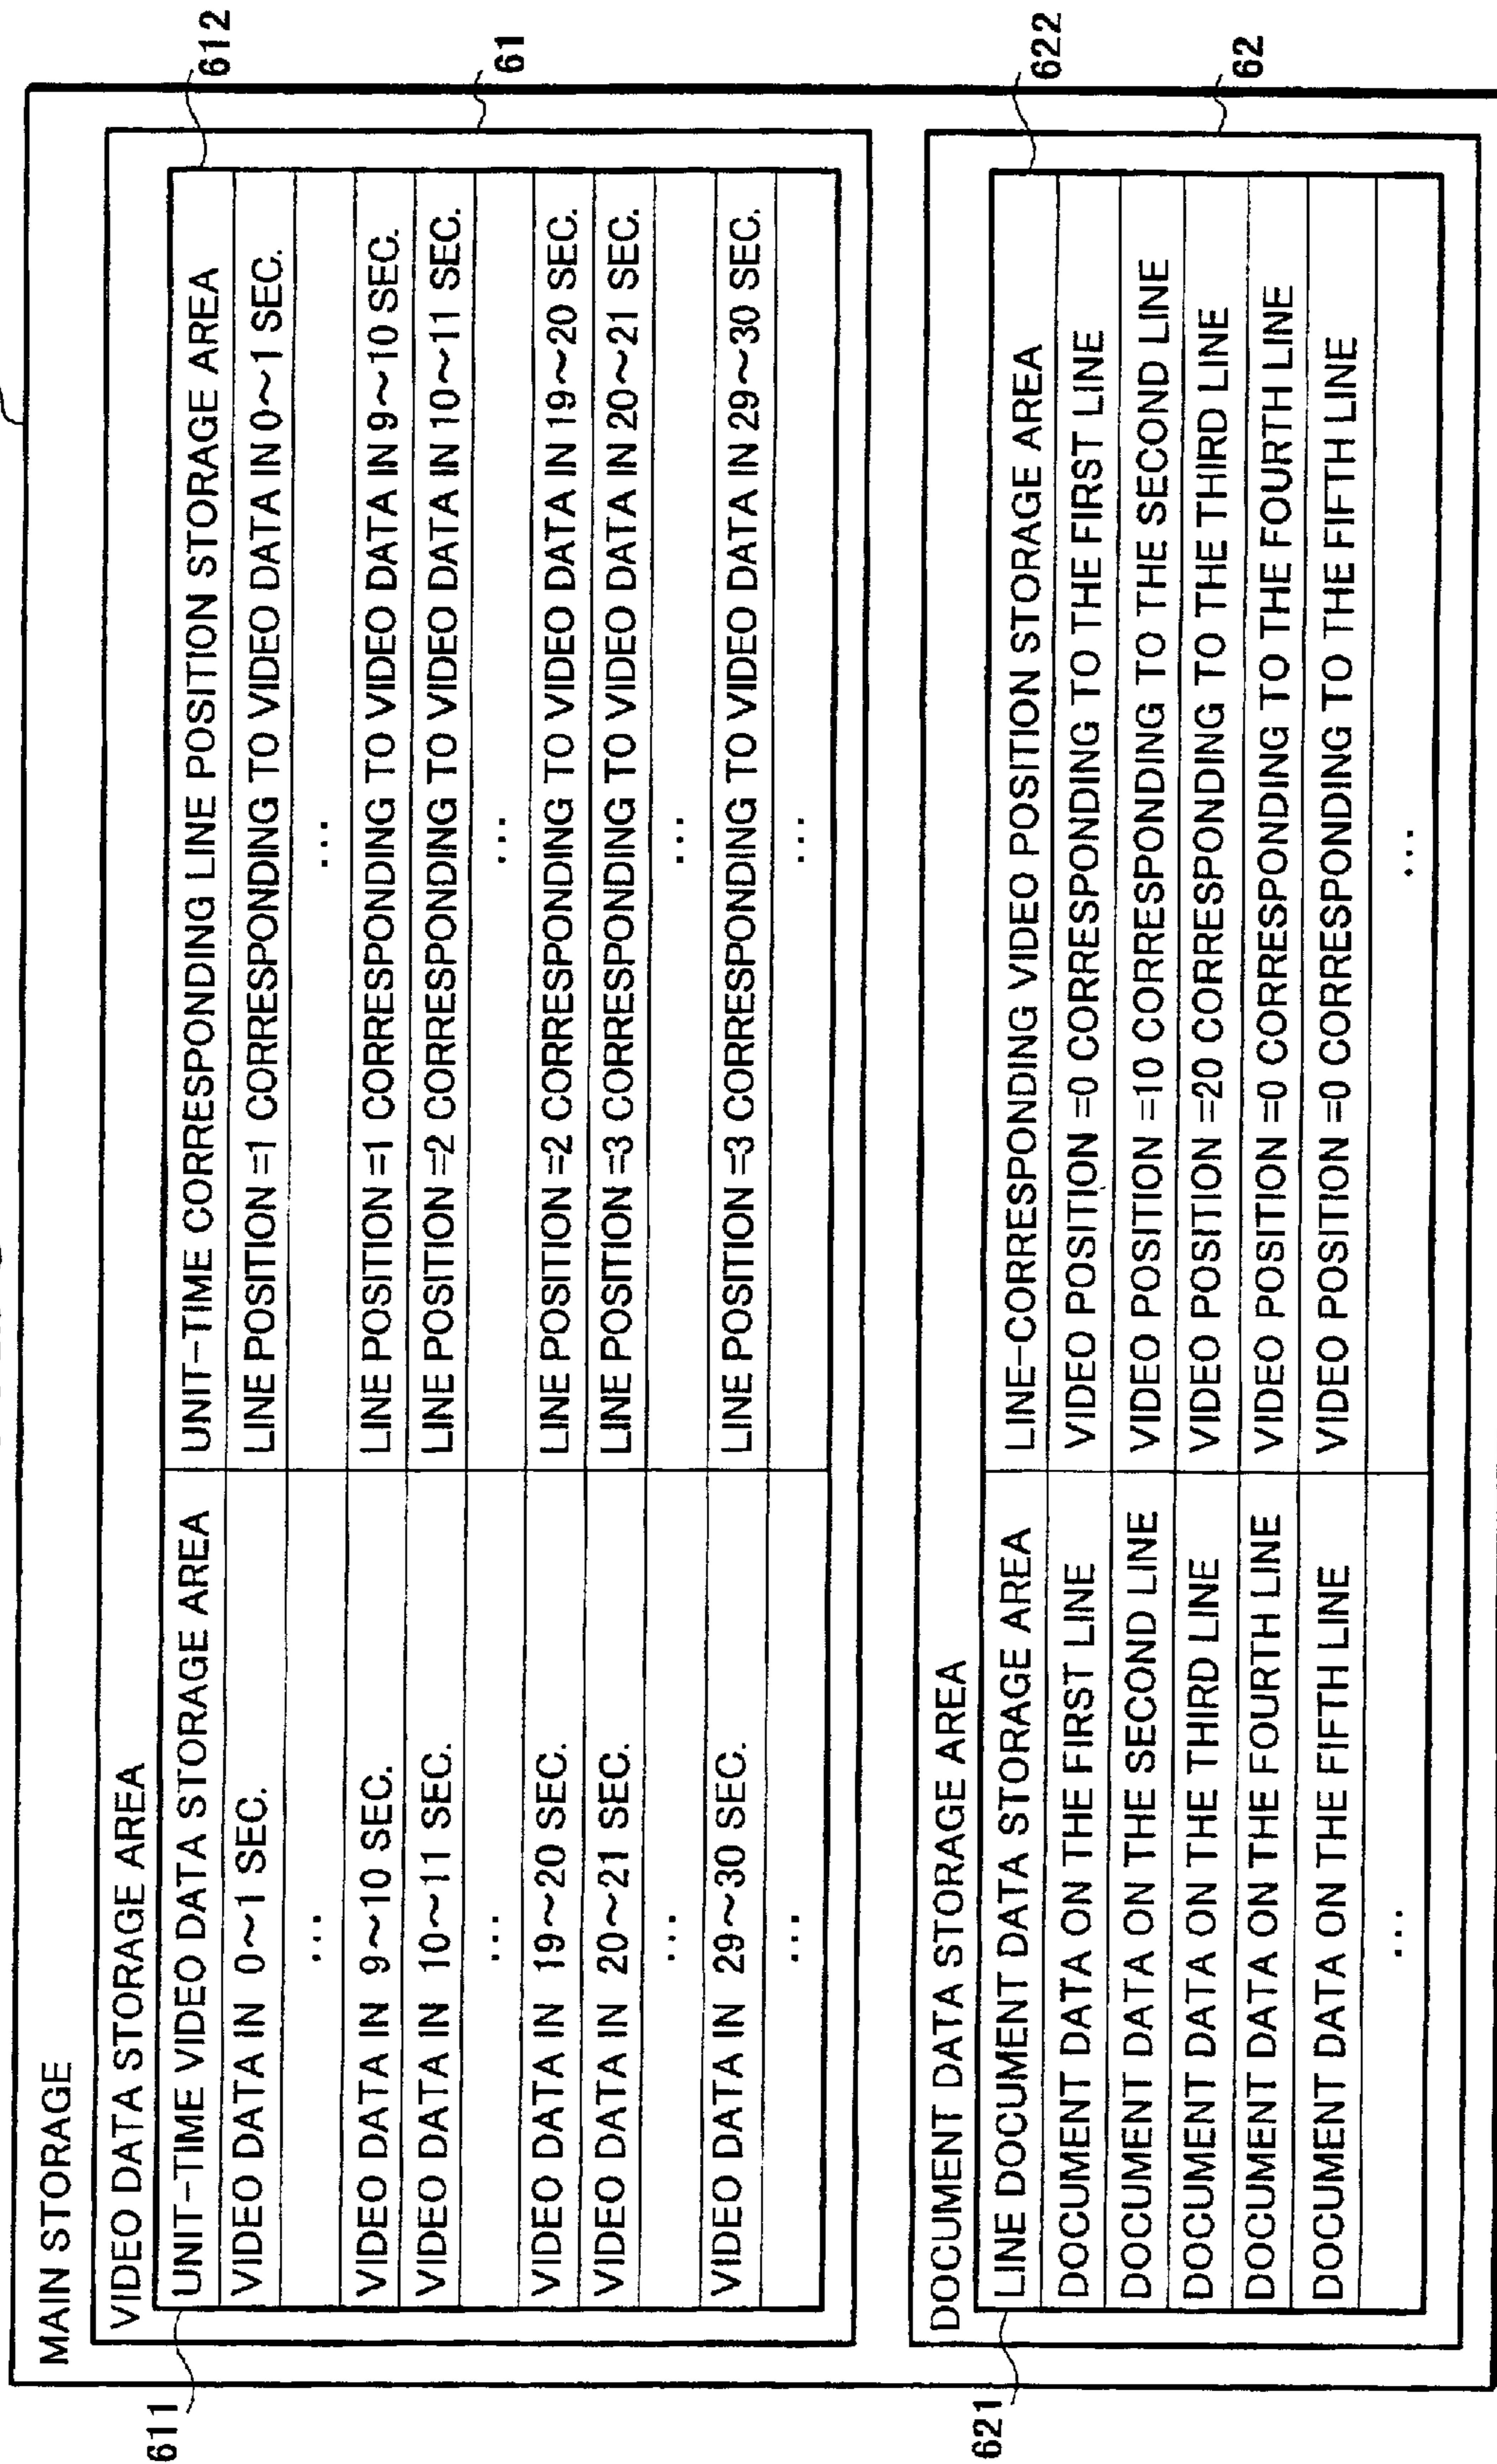 MAIN STORAGE
VIDEO DATA STORAGE AREA
61
611
612
UNIT-TIME VIDEO DATA STORAGE AREA UNIT-TIME CORRESPONDING LINE POSITION STORAGE AREA
VIDEO DATA IN 0~1 SEC. LINE POSITION =1 CORRESPONDING TO VIDEO DATA IN 0~1 SEC.
... ...
VIDEO DATA IN 9~10 SEC. LINE POSITION =1 CORRESPONDING TO VIDEO DATA IN 9~10 SEC.
VIDEO DATA IN 10~11 SEC. LINE POSITION =2 CORRESPONDING TO VIDEO DATA IN 10~11 SEC.
... ...
VIDEO DATA IN 19~20 SEC. LINE POSITION =2 CORRESPONDING TO VIDEO DATA IN 19~20 SEC.
VIDEO DATA IN 20~21 SEC. LINE POSITION =3 CORRESPONDING TO VIDEO DATA IN 20~21 SEC.
... ...
VIDEO DATA IN 29~30 SEC. LINE POSITION =3 CORRESPONDING TO VIDEO DATA IN 29~30 SEC.
... ...
DOCUMENT DATA STORAGE AREA
62
621
622
LINE DOCUMENT DATA STORAGE AREA LINE-CORRESPONDING VIDEO POSITION STORAGE AREA
DOCUMENT DATA ON THE FIRST LINE VIDEO POSITION =0 CORRESPONDING TO THE FIRST LINE
DOCUMENT DATA ON THE SECOND LINE VIDEO POSITION =10 CORRESPONDING TO THE SECOND LINE
DOCUMENT DATA ON THE THIRD LINE VIDEO POSITION =20 CORRESPONDING TO THE THIRD LINE
DOCUMENT DATA ON THE FOURTH LINE VIDEO POSITION =0 CORRESPONDING TO THE FOURTH LINE
DOCUMENT DATA ON THE FIFTH LINE VIDEO POSITION =0 CORRESPONDING TO THE FIFTH LINE
... ...